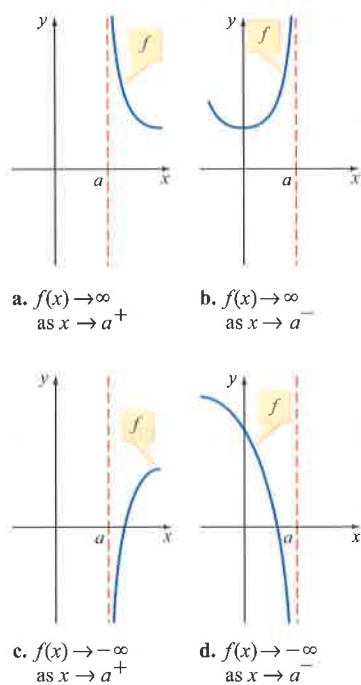 y
f
a
x
y
f
a
x
a. f(x) → ∞
as x → a⁺
b. f(x) → ∞
as x → a⁻
y
f
a
x
y
f
a
x
c. f(x) → −∞
as x → a⁺
d. f(x) → −∞
as x → a⁻